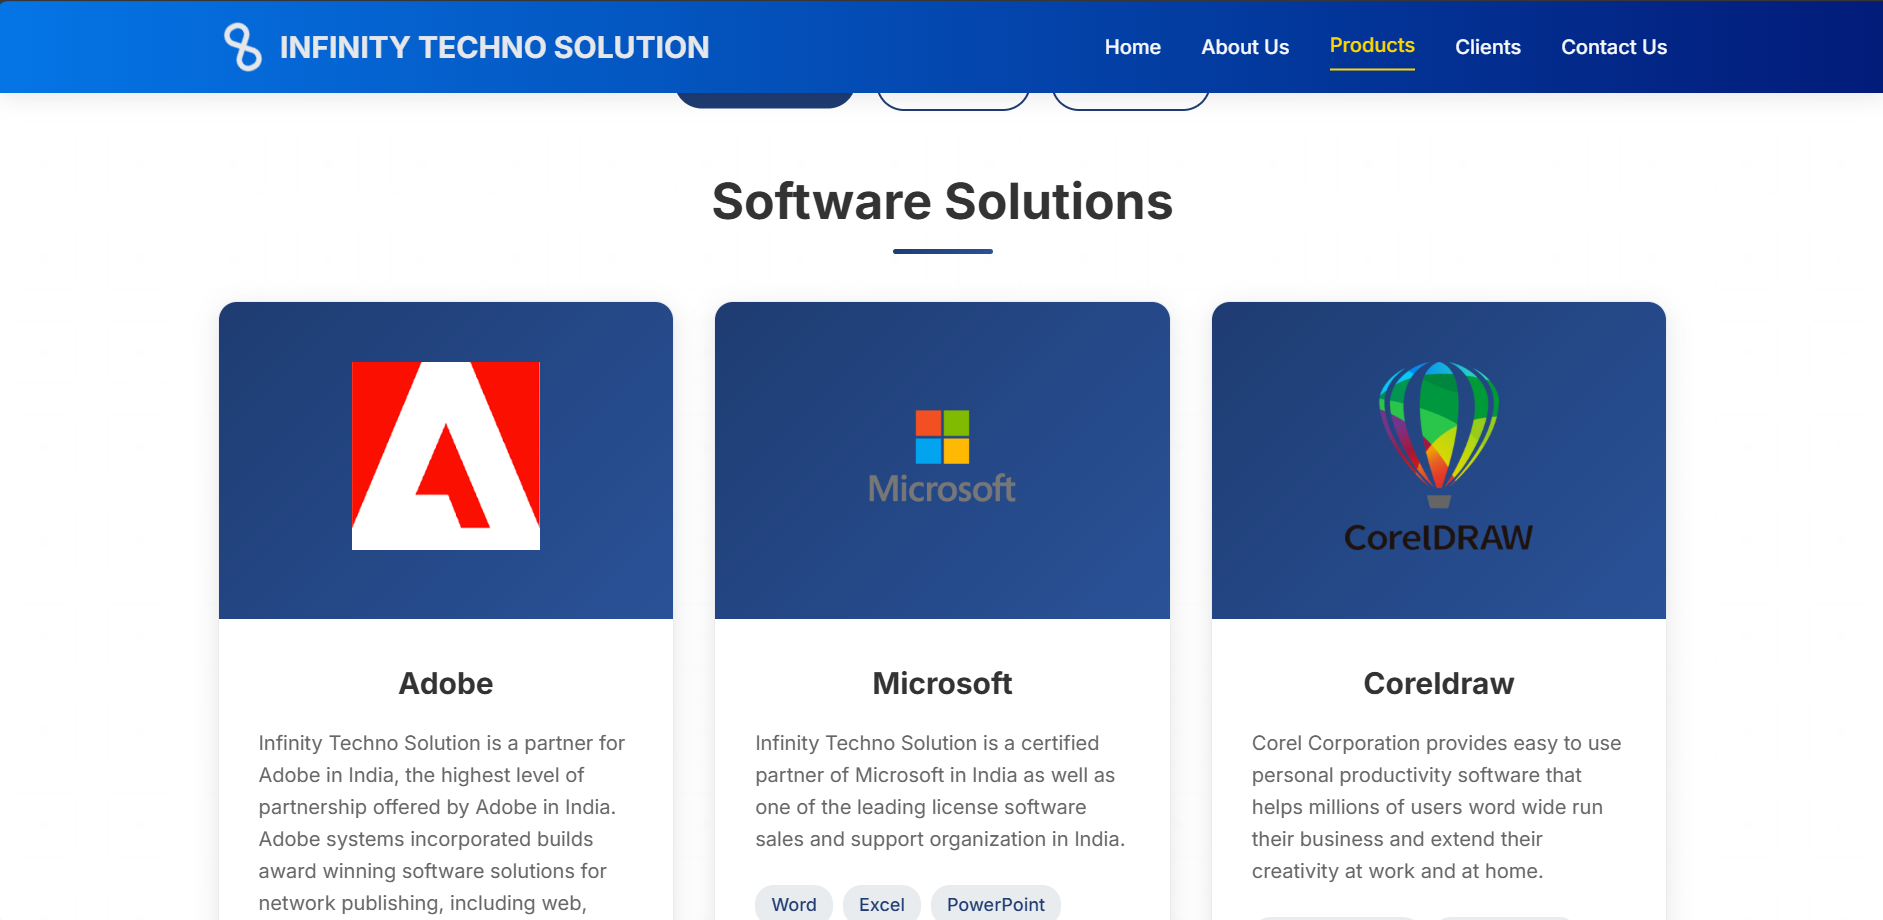 INFINITY TECHNO SOLUTION
Home
About Us
Products
Clients
Contact Us
Software Solutions
Microsoft
CorelDRAW
Adobe
Infinity Techno Solution is a partner for
Adobe in India, the highest level of
partnership offered by Adobe in India.
Adobe systems incorporated builds
award winning software solutions for
network publishing, including web,
Microsoft
Infinity Techno Solution is a certified
partner of Microsoft in India as well as
one of the leading license software
sales and support organization in India.
Word
Excel
PowerPoint
Coreldraw
Corel Corporation provides easy to use
personal productivity software that
helps millions of users word wide run
their business and extend their
creativity at work and at home.